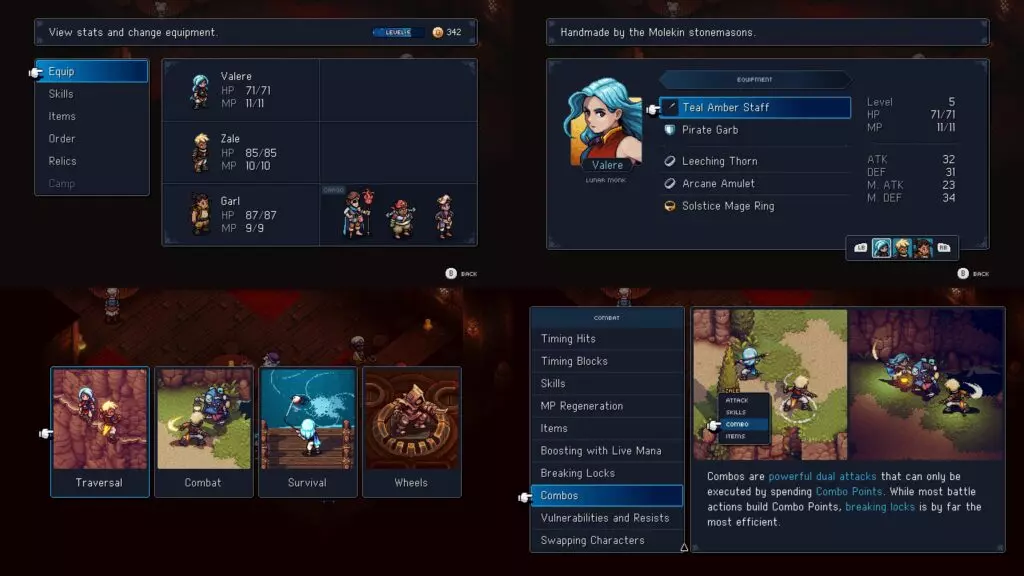 View stats and change equipment.
LEVEL 5
342
Equip
Skills
Items
Order
Relics
Camp
Valere
HP 71/71
MP 11/11
Zale
HP 85/85
MP 10/10
Garl
HP 87/87
MP 9/9
CARGO
B BACK
Handmade by the Molekin stonemasons.
Valere
LUNAR MONK
EQUIPMENT
Teal Amber Staff
Pirate Garb
Leeching Thorn
Arcane Amulet
Solstice Mage Ring
Level 5
HP 71/71
MP 11/11
ATK 32
DEF 31
M. ATK 23
M. DEF 34
LB RB
B BACK
Traversal
Combat
Survival
Wheels
COMBAT
Timing Hits
Timing Blocks
Skills
MP Regeneration
Items
Boosting with Live Mana
Breaking Locks
Combos
Vulnerabilities and Resists
Swapping Characters
ZALE
ATTACK
SKILLS
COMBO
ITEMS
Combos are powerful dual attacks that can only be
executed by spending Combo Points. While most battle
actions build Combo Points, breaking locks is by far the
most efficient.